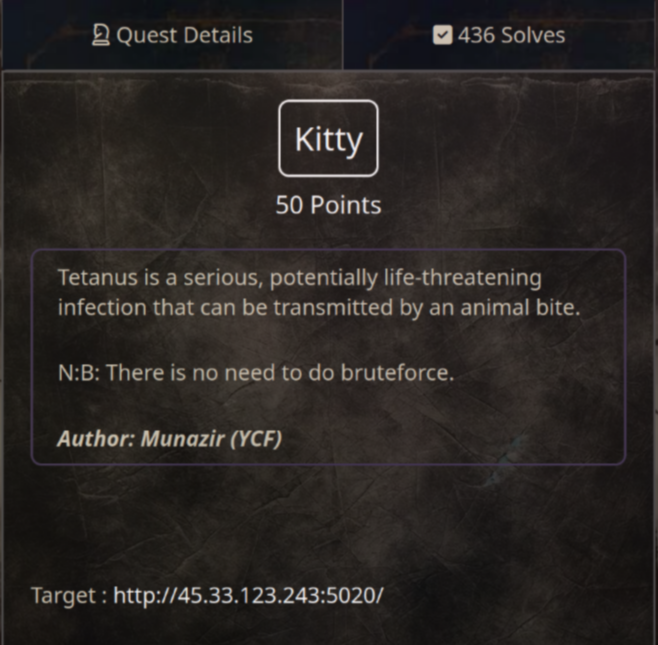 Quest Details
436 Solves
Kitty
50 Points
Tetanus is a serious, potentially life-threatening
infection that can be transmitted by an animal bite.
N:B: There is no need to do bruteforce.
Author: Munazir (YCF)
Target : http://45.33.123.243:5020/